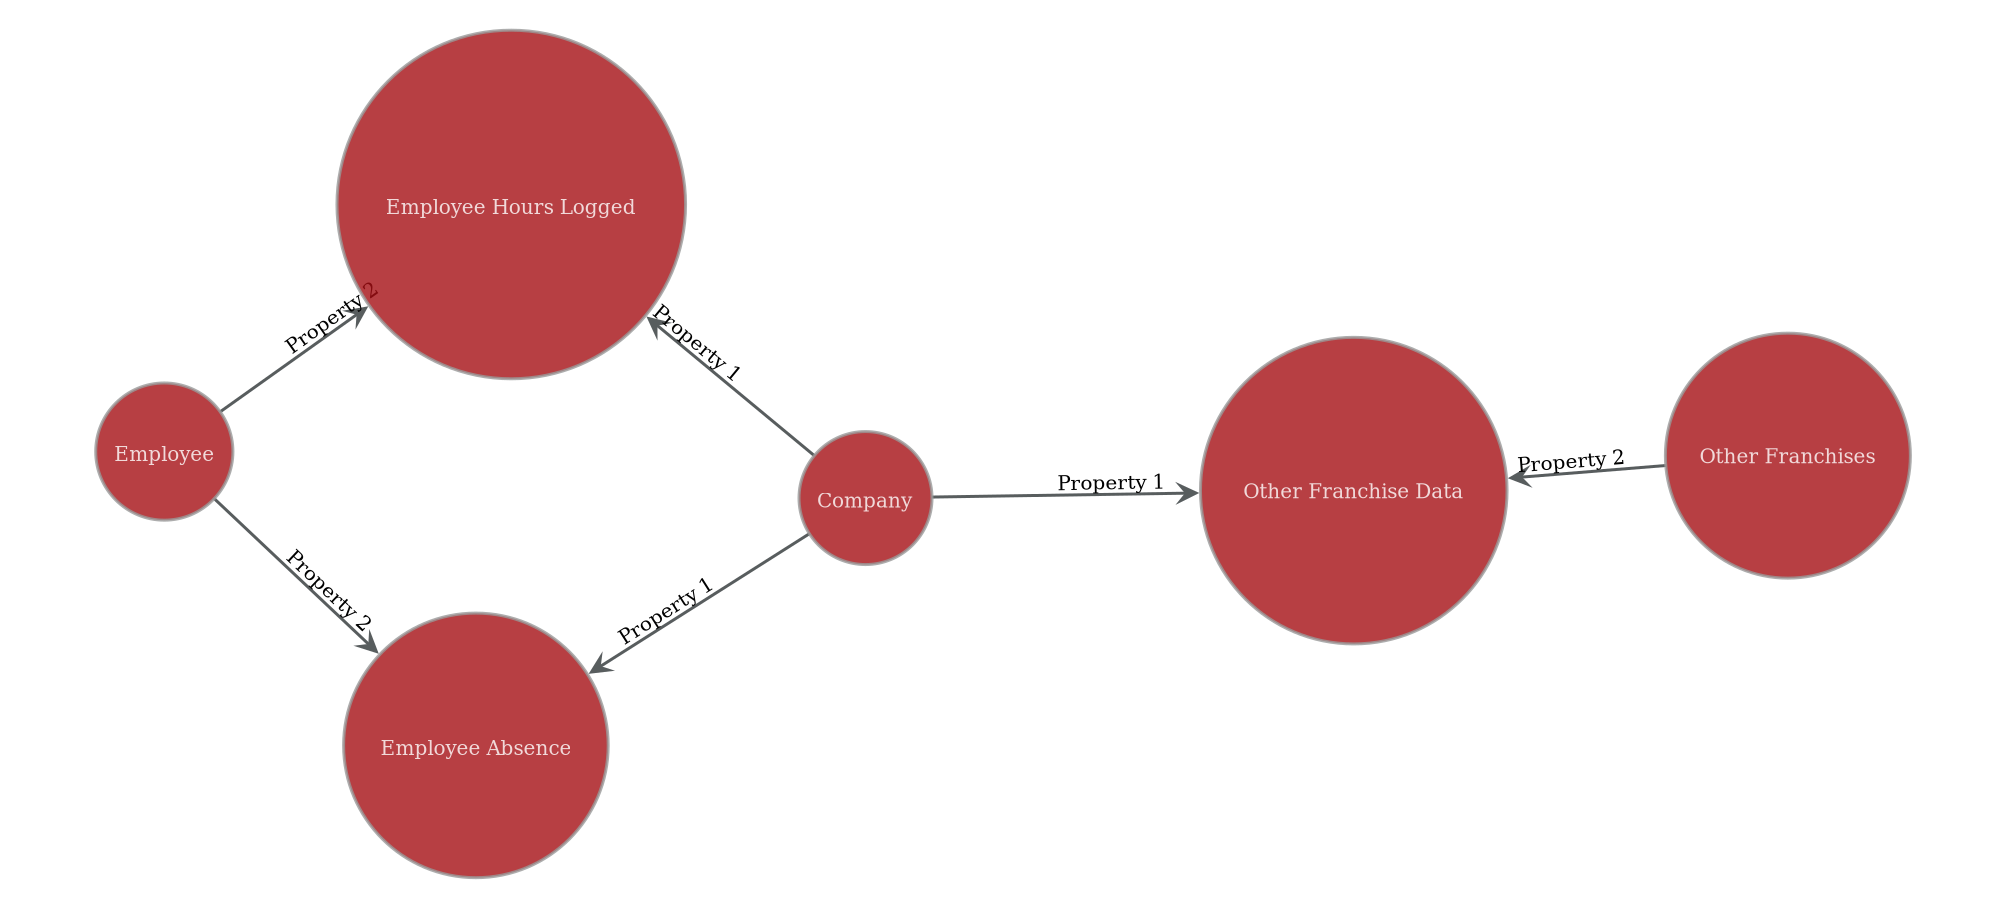 Employee Hours Logged
Property 2
Property 1
Employee
Company
Property 1
Other Franchise Data
Property 2
Other Franchises
Property 2
Property 1
Employee Absence